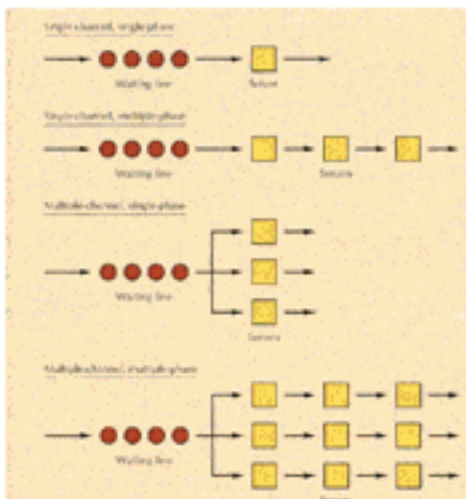 Single-channel, single-phase
Waiting line
Server
Single-channel, multiple-phase
Waiting line
Servers
Multiple-channel, single-phase
Waiting line
Servers
Multiple-channel, multiple-phase
Waiting line